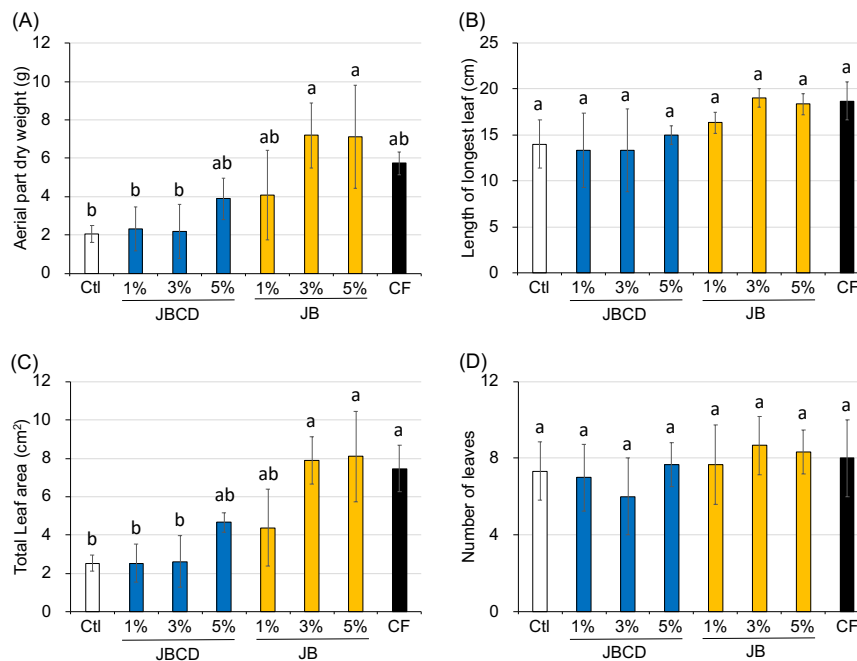 (A)
Aerial part dry weight (g)
12
10
8
6
4
2
0
b b b ab ab a a ab
Ctl 1% 3% 5% 1% 3% 5% CF
JBCD JB
(B)
Length of longest leaf (cm)
25
20
15
10
5
0
a a a a a a a a
Ctl 1% 3% 5% 1% 3% 5% CF
JBCD JB
(C)
Total Leaf area (cm²)
12
10
8
6
4
2
0
b b b ab ab a a a
Ctl 1% 3% 5% 1% 3% 5% CF
JBCD JB
(D)
Number of leaves
12
8
4
0
a a a a a a a a
Ctl 1% 3% 5% 1% 3% 5% CF
JBCD JB